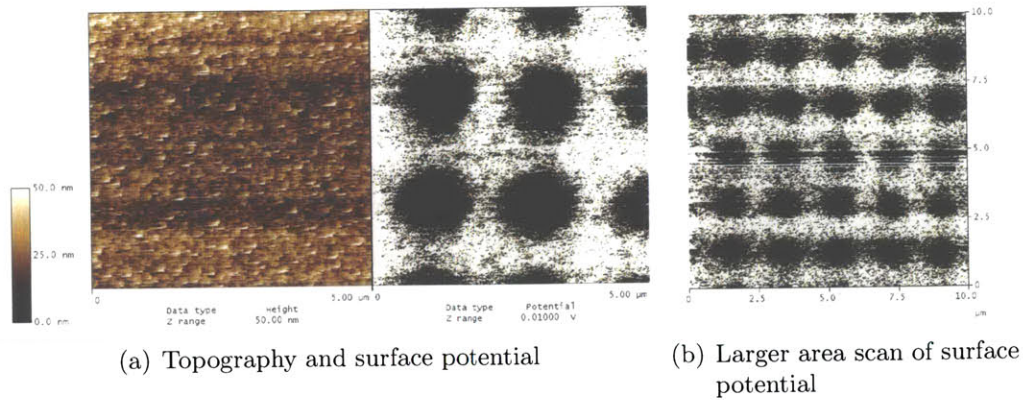 50.0 nm
25.0 nm
0.0 nm
0
5.00 µm
Data type Height
Z range 50.00 nm
0
5.00 µm
Data type Potential
Z range 0.01000 V
10.0
7.5
5.0
2.5
0
0 2.5 5.0 7.5 10.0
µm
(a) Topography and surface potential
(b) Larger area scan of surface
potential